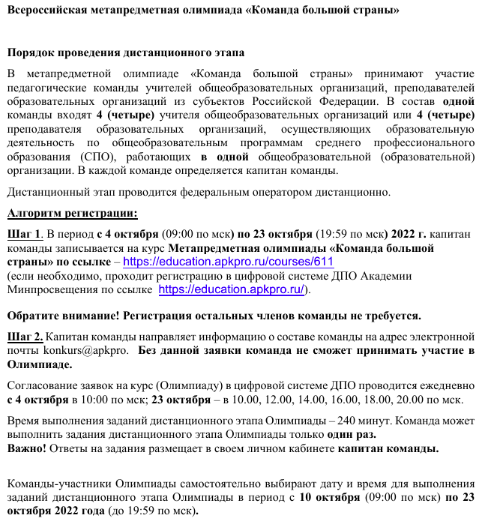 Всероссийская метапредметная олимпиада «Команда большой страны»
Порядок проведения дистанционного этапа
В метапредметной олимпиаде «Команда большой страны» принимают участие
педагогические команды учителей общеобразовательных организаций, преподавателей
образовательных организаций из субъектов Российской Федерации. В состав одной
команды входят 4 (четыре) учителя общеобразовательных организаций или 4 (четыре)
преподавателя образовательных организаций, осуществляющих образовательную
деятельность по общеобразовательным программам среднего профессионального
образования (СПО), работающих в одной общеобразовательной (образовательной)
организации. В каждой команде определяется капитан команды.
Дистанционный этап проводится федеральным оператором дистанционно.
Алгоритм регистрации:
Шаг 1. В период с 4 октября (09:00 по мск) по 23 октября (19:59 по мск) 2022 г. капитан
команды записывается на курс Метапредметной олимпиады «Команда большой
страны» по ссылке – https://education.apkpro.ru/courses/611
(если необходимо, проходит регистрацию в цифровой системе ДПО Академии
Минпросвещения по ссылке https://education.apkpro.ru/).
Обратите внимание! Регистрация остальных членов команды не требуется.
Шаг 2. Капитан команды направляет информацию о составе команды на адрес электронной
почты konkurs@apkpro. Без данной заявки команда не сможет принимать участие в
Олимпиаде.
Согласование заявок на курс (Олимпиаду) в цифровой системе ДПО проводится ежедневно
с 4 октября в 10:00 по мск; 23 октября – в 10.00, 12.00, 14.00, 16.00, 18.00, 20.00 по мск.
Время выполнения заданий дистанционного этапа Олимпиады – 240 минут. Команда может
выполнить задания дистанционного этапа Олимпиады только один раз.
Важно! Ответы на задания размещает в своем личном кабинете капитан команды.
Команды-участники Олимпиады самостоятельно выбирают дату и время для выполнения
заданий дистанционного этапа Олимпиады в период с 10 октября (09:00 по мск) по 23
октября 2022 года (до 19:59 по мск).